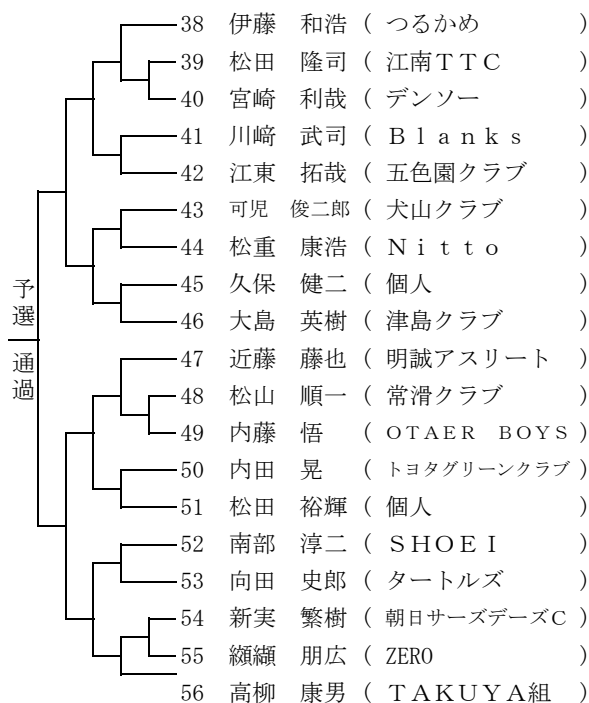 38 伊藤 和浩 ( つるかめ )
39 松田 隆司 ( 江南TTC )
40 宮崎 利哉 ( デンソー )
41 川﨑 武司 ( Blanks )
42 江東 拓哉 ( 五色園クラブ )
43 可児 俊二郎 ( 犬山クラブ )
44 松重 康浩 ( Nitto )
45 久保 健二 ( 個人 )
46 大島 英樹 ( 津島クラブ )
予選通過
47 近藤 藤也 ( 明誠アスリート )
48 松山 順一 ( 常滑クラブ )
49 内藤 悟 ( OTAER BOYS )
50 内田 晃 ( トヨタグリーンクラブ )
51 松田 裕輝 ( 個人 )
52 南部 淳二 ( SHOEI )
53 向田 史郎 ( タートルズ )
54 新実 繁樹 ( 朝日サーズデーズC )
55 纐纈 朋広 ( ZERO )
56 高柳 康男 ( TAKUYA組 )